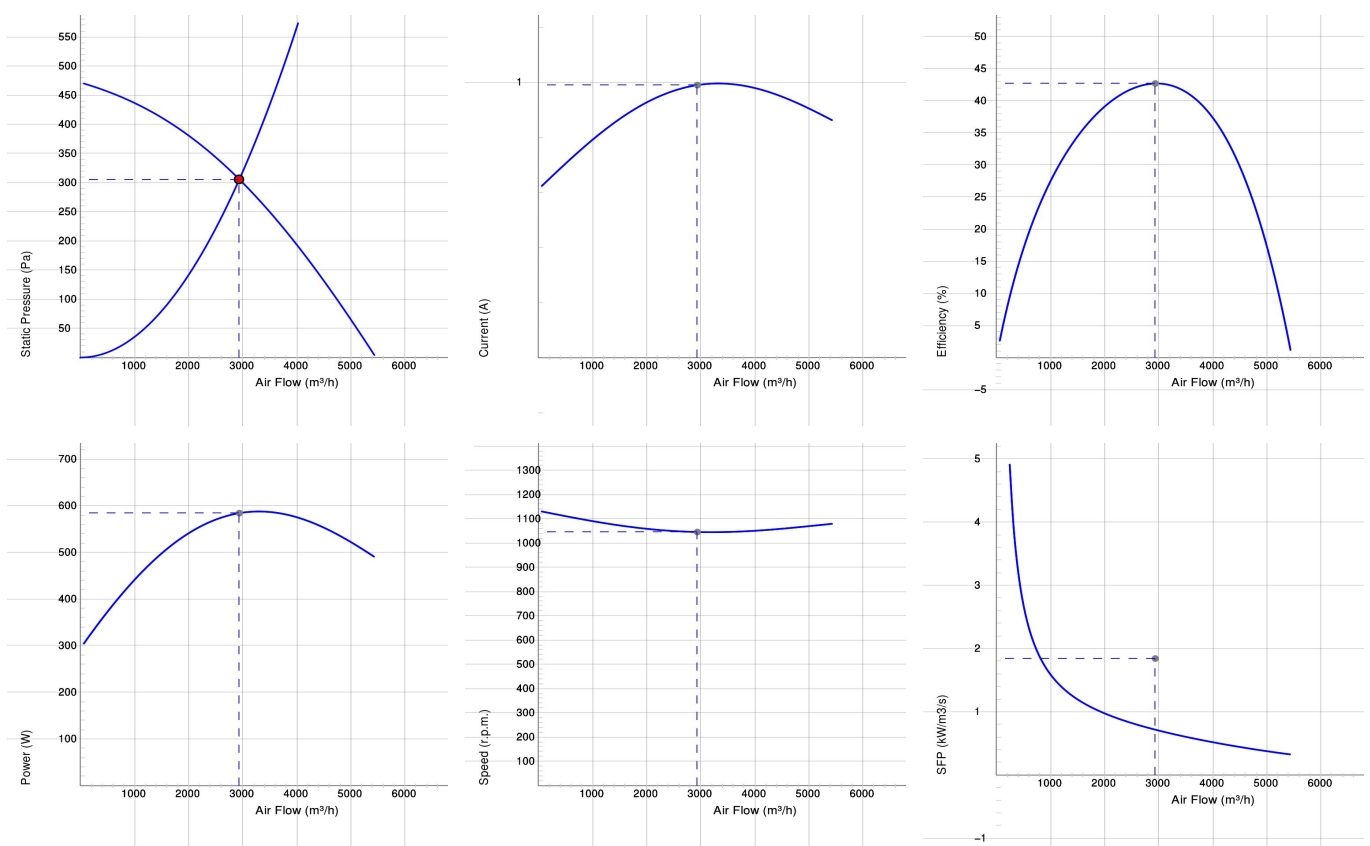 550
500
450
400
350
300
250
200
150
100
50
Static Pressure (Pa)
1000 2000 3000 4000 5000 6000
Air Flow (m³/h)
1
Current (A)
1000 2000 3000 4000 5000 6000
Air Flow (m³/h)
50
45
40
35
30
25
20
15
10
5
−5
Efficiency (%)
1000 2000 3000 4000 5000 6000
Air Flow (m³/h)
700
600
500
400
300
200
100
Power (W)
1000 2000 3000 4000 5000 6000
Air Flow (m³/h)
1300
1200
1100
1000
900
800
700
600
500
400
300
200
100
Speed (r.p.m.)
1000 2000 3000 4000 5000 6000
Air Flow (m³/h)
5
4
3
2
1
−1
SFP (kW/m3/s)
1000 2000 3000 4000 5000 6000
Air Flow (m³/h)